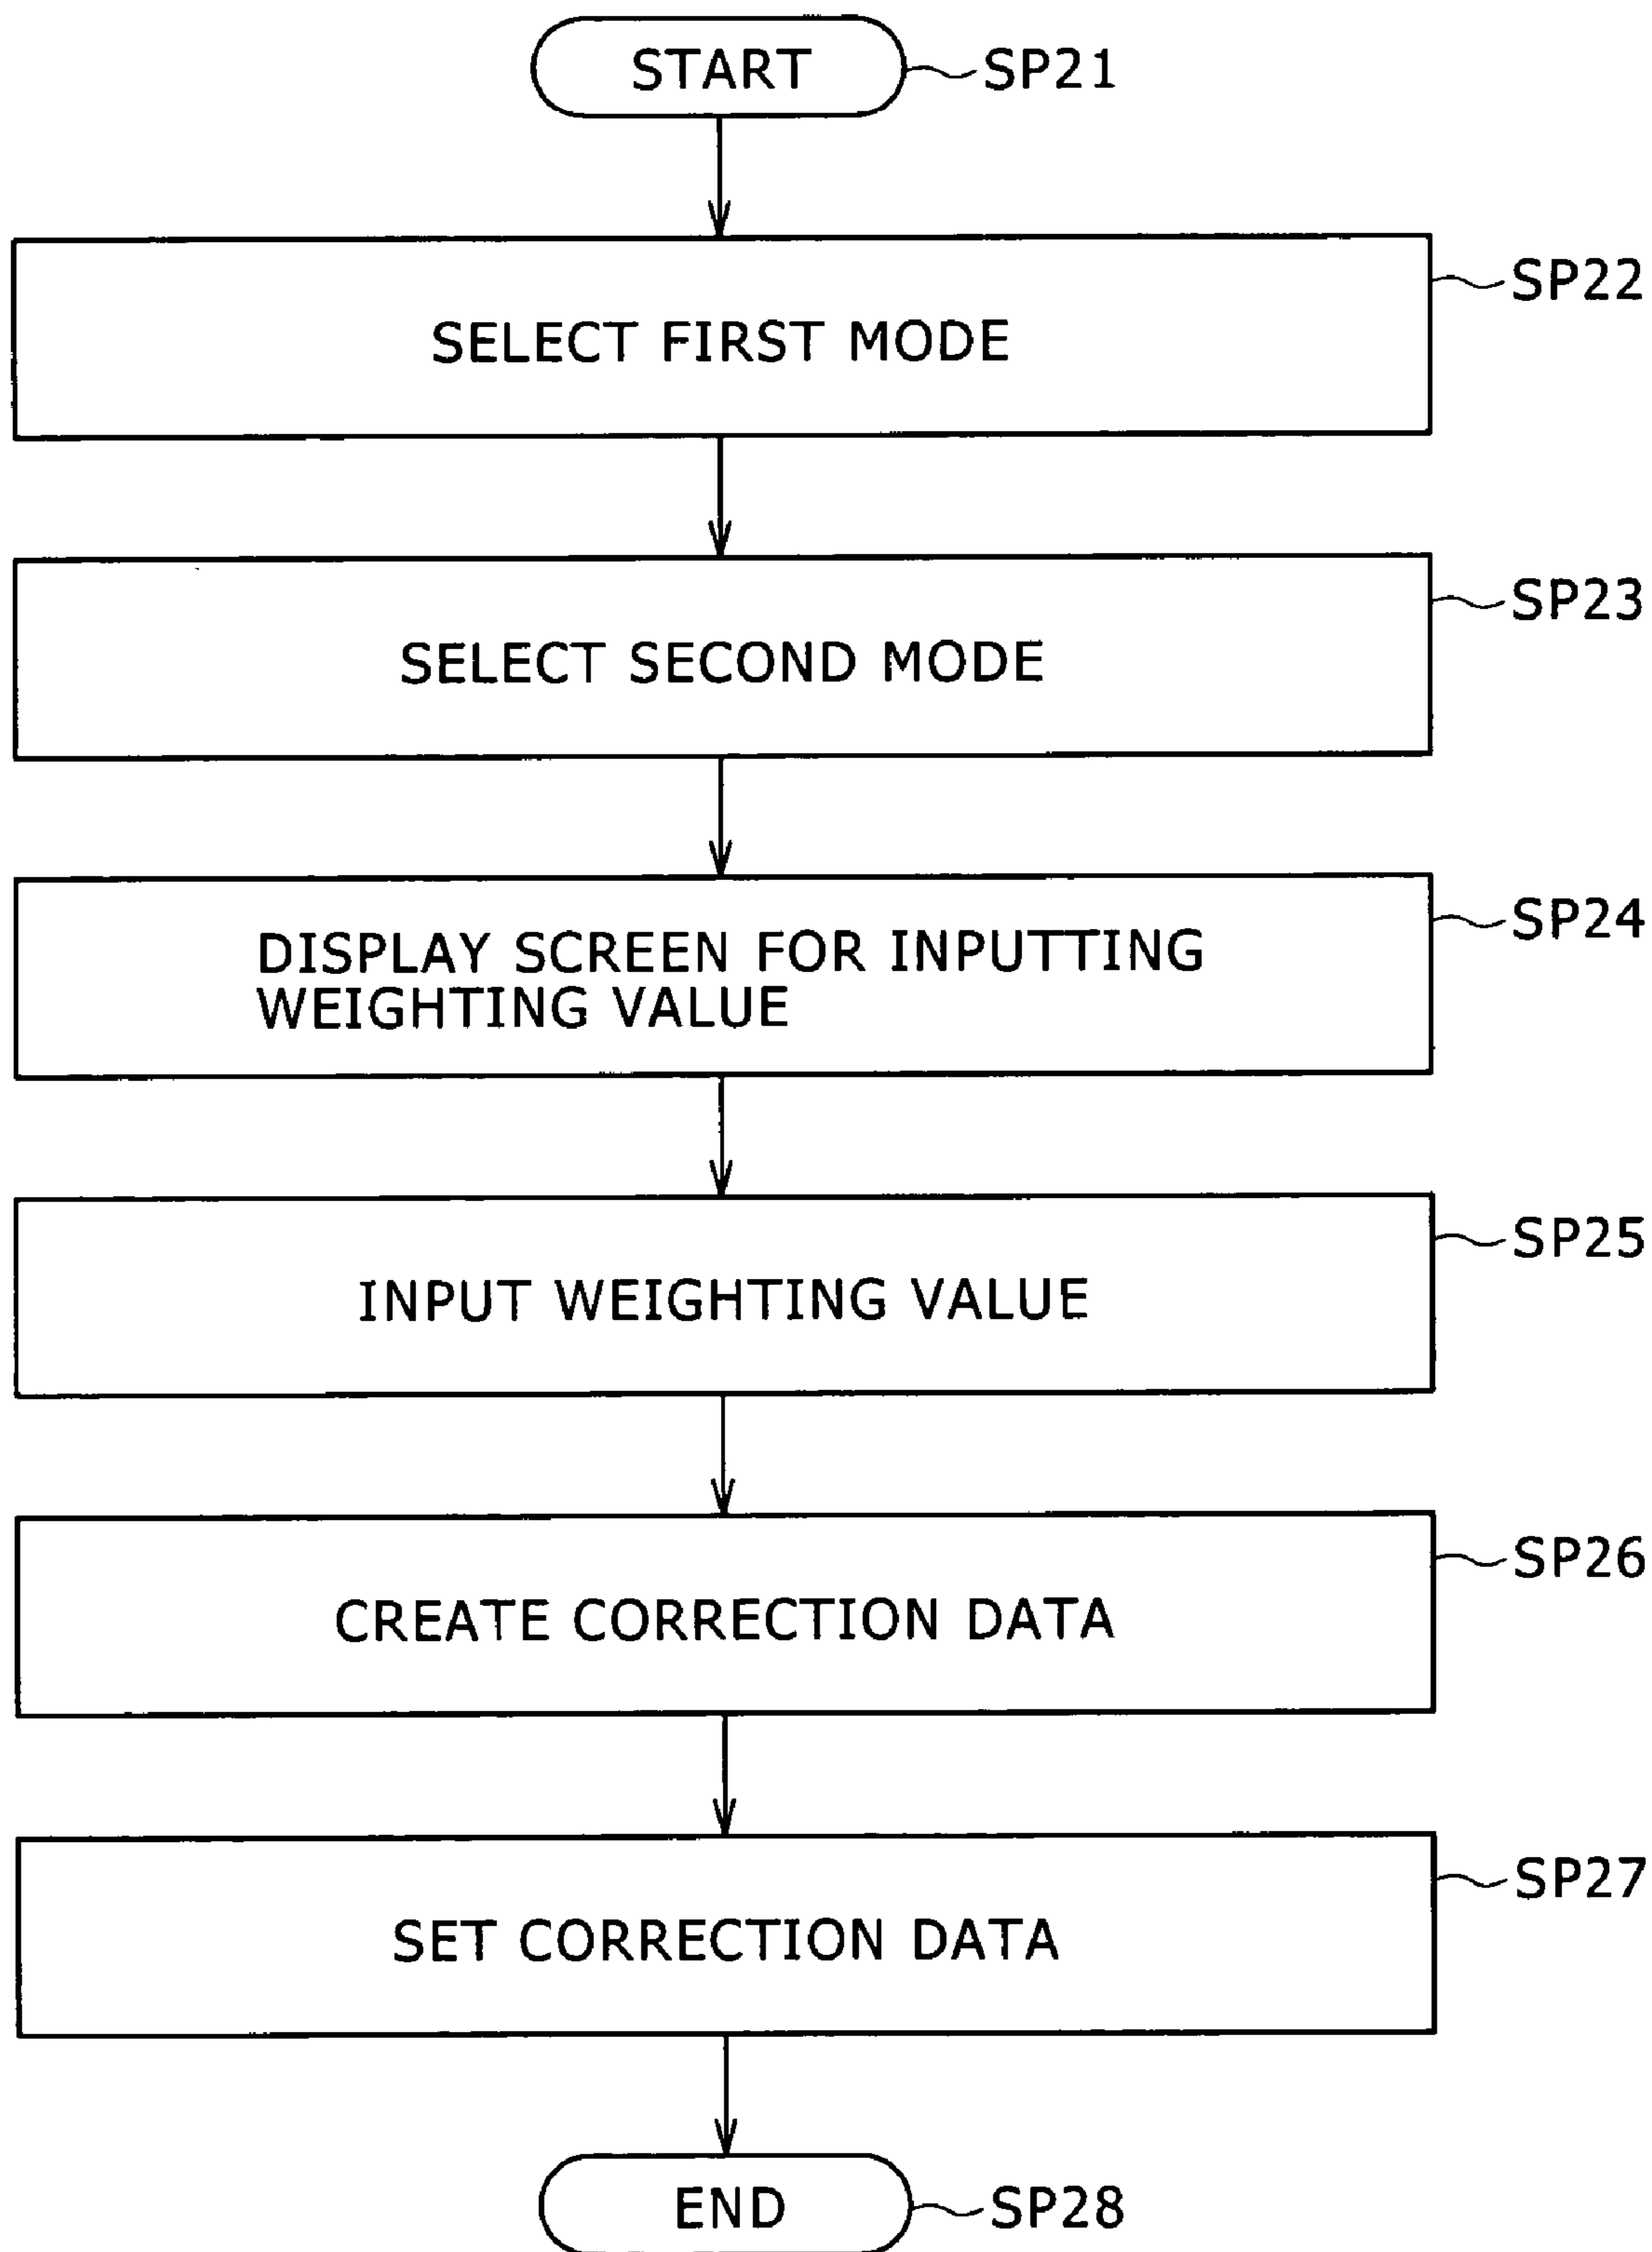 START
SP21
SP22
SELECT FIRST MODE
SP23
SELECT SECOND MODE
SP24
DISPLAY SCREEN FOR INPUTTING
WEIGHTING VALUE
SP25
INPUT WEIGHTING VALUE
SP26
CREATE CORRECTION DATA
SP27
SET CORRECTION DATA
END
SP28